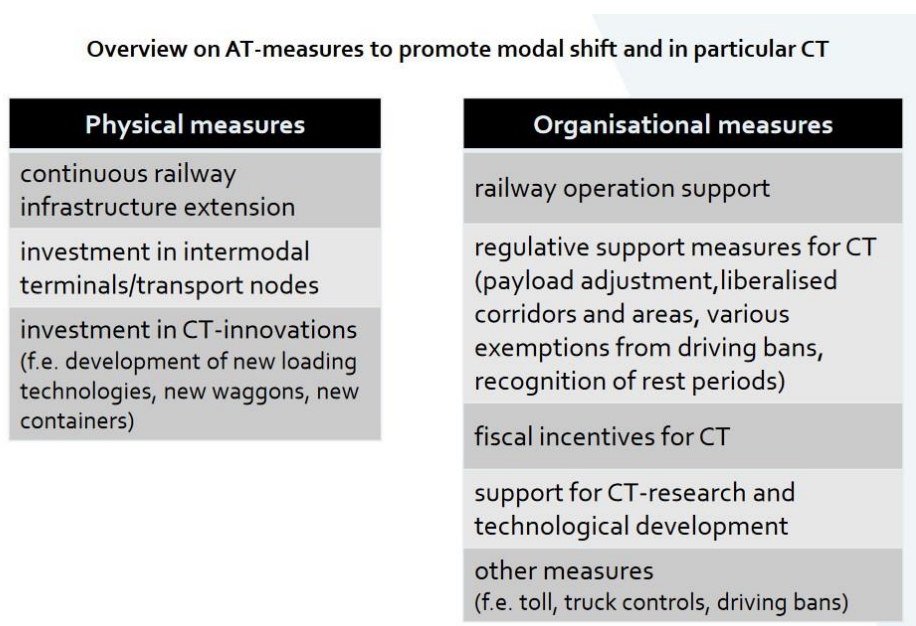 Overview on AT-measures to promote modal shift and in particular CT
Physical measures
continuous railway
infrastructure extension
investment in intermodal
terminals/transport nodes
investment in CT-innovations
(f.e. development of new loading
technologies, new waggons, new
containers)
Organisational measures
railway operation support
regulative support measures for CT
(payload adjustment,liberalised
corridors and areas, various
exemptions from driving bans,
recognition of rest periods)
fiscal incentives for CT
support for CT-research and
technological development
other measures
(f.e. toll, truck controls, driving bans)